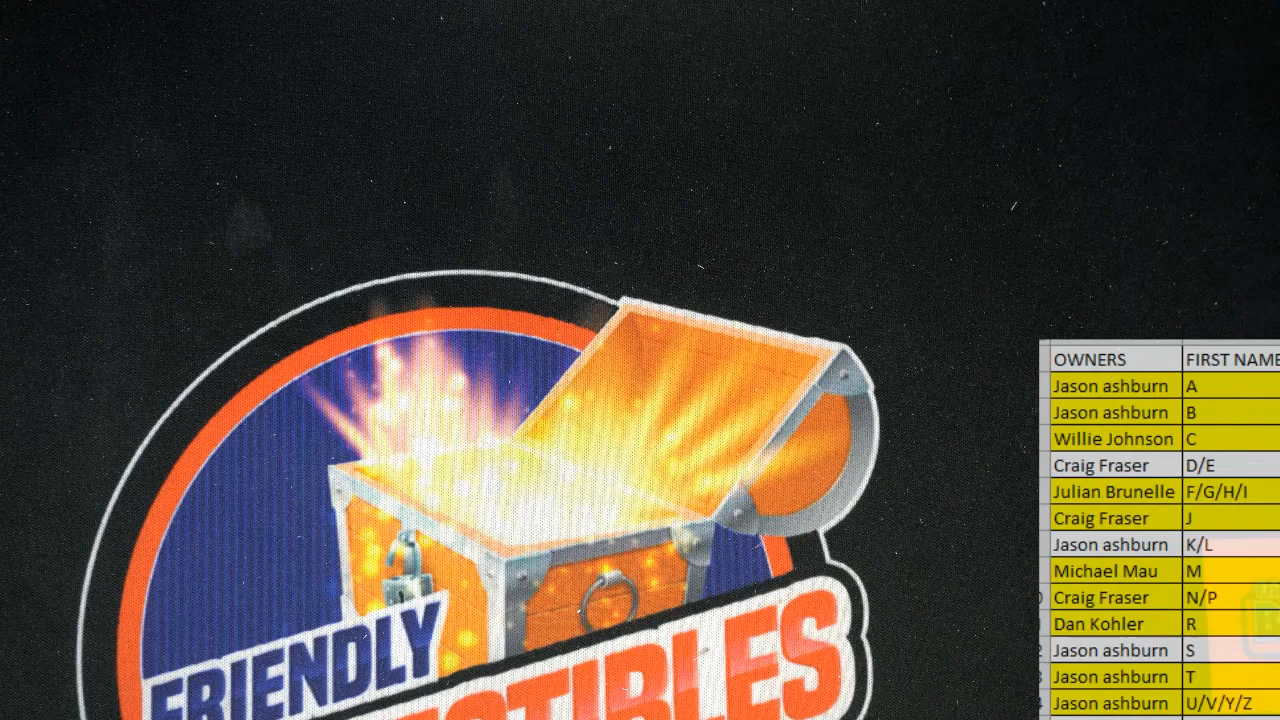 OWNERS FIRST NAME
Jason ashburn A
Jason ashburn B
Willie Johnson C
Craig Fraser D/E
Julian Brunelle F/G/H/I
Craig Fraser J
Jason ashburn K/L
Michael Mau M
Craig Fraser N/P
Dan Kohler R
Jason ashburn S
Jason ashburn T
Jason ashburn U/V/Y/Z
FRIENDLY
ESTIBLES